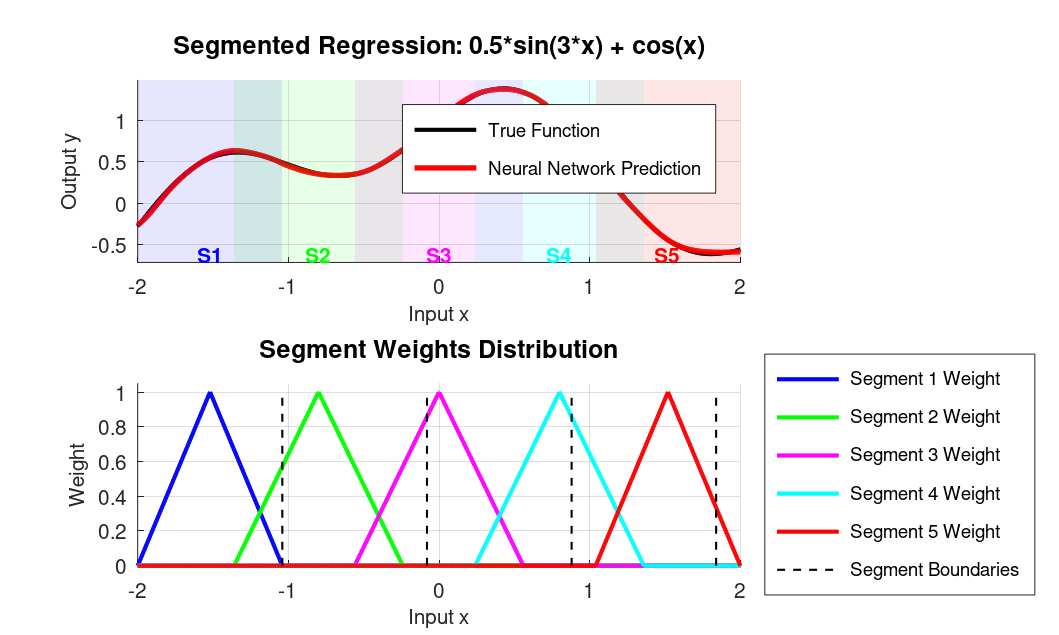 Segmented Regression: 0.5*sin(3*x) + cos(x)
Output y
1
0.5
0
-0.5
True Function
Neural Network Prediction
S1 S2 S3 S4 S5
-2 -1 0 1 2
Input x
Segment Weights Distribution
Weight
1
0.8
0.6
0.4
0.2
0
-2 -1 0 1 2
Input x
Segment 1 Weight
Segment 2 Weight
Segment 3 Weight
Segment 4 Weight
Segment 5 Weight
Segment Boundaries